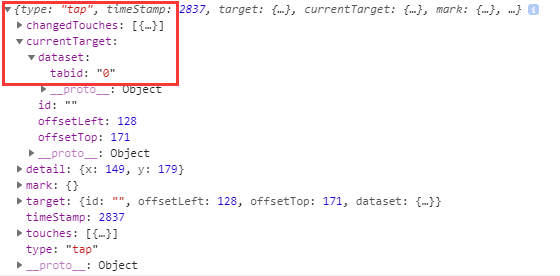 {type: "tap", timeStamp: 2837, target: {…}, currentTarget: {…}, mark: {…}, …}
changedTouches: [{…}]
currentTarget:
dataset:
tabid: "0"
__proto__: Object
id: ""
offsetLeft: 128
offsetTop: 171
__proto__: Object
detail: {x: 149, y: 179}
mark: {}
target: {id: "", offsetLeft: 128, offsetTop: 171, dataset: {…}}
timeStamp: 2837
touches: [{…}]
type: "tap"
__proto__: Object